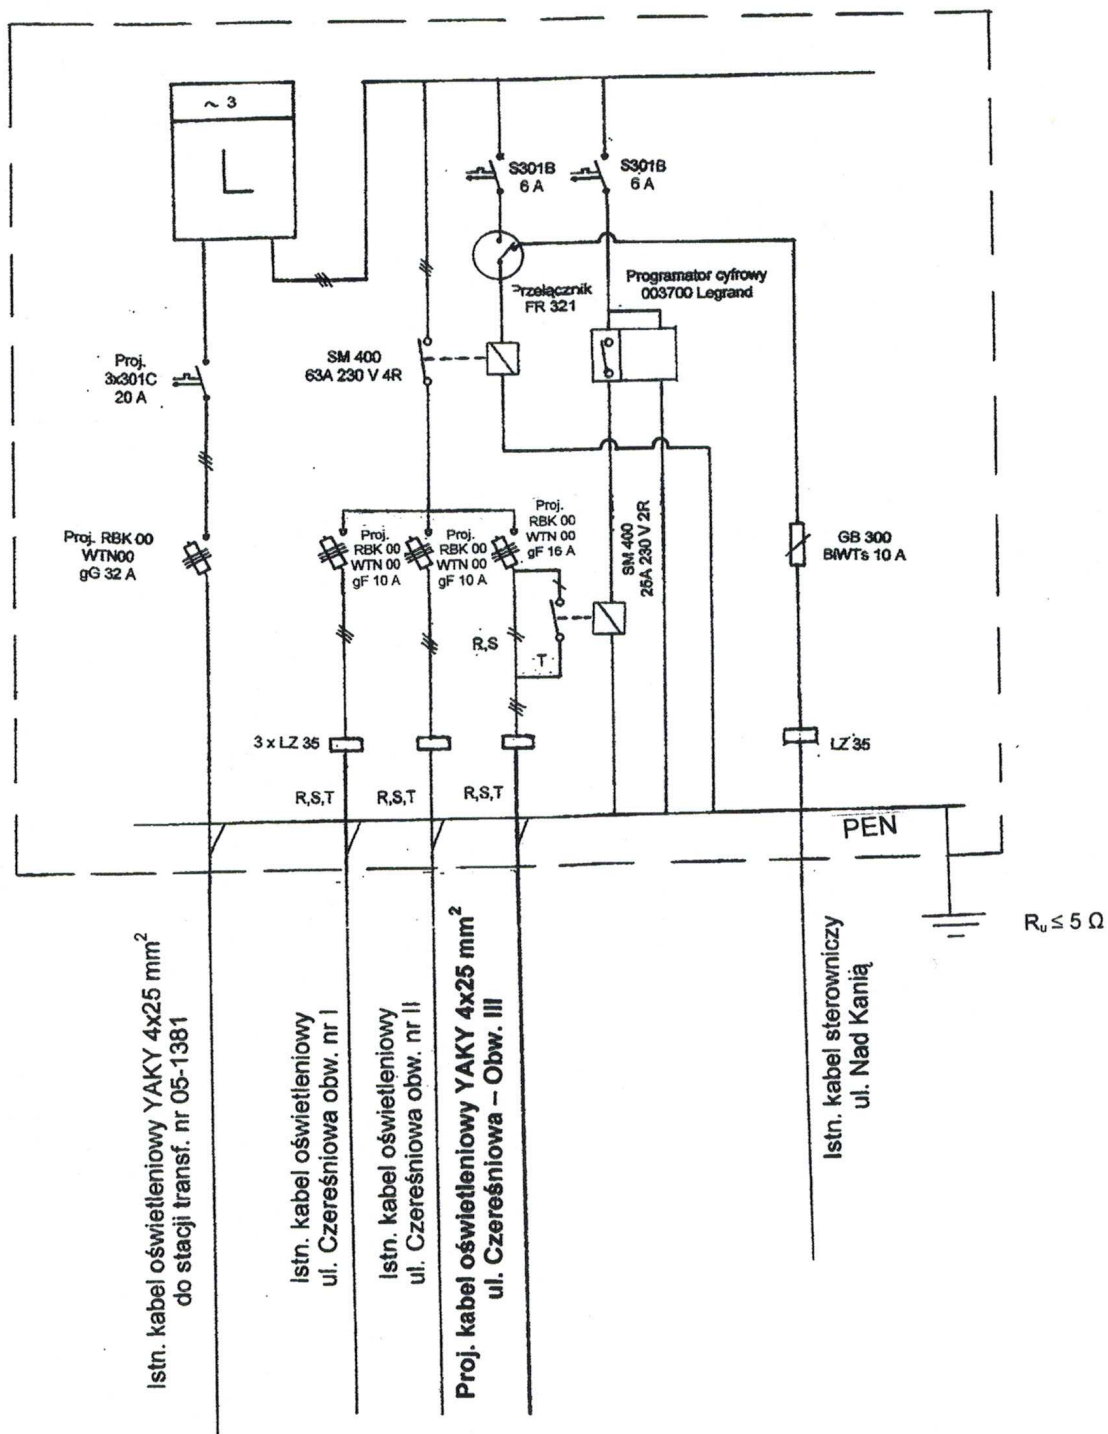 ~ 3
S301B
6 A
S301B
6 A
Przełącznik
FR 321
Programator cyfrowy
003700 Legrand
Proj.
3x301C
20 A
SM 400
63A 230 V 4R
Proj. RBK 00
WTN00
gG 32 A
Proj.
RBK 00
WTN 00
gF 10 A
Proj.
RBK 00
WTN 00
gF 10 A
Proj.
RBK 00
WTN 00
gF 16 A
SM 400
25A 230 V 2R
GB 300
BiWTs 10 A
R,S
T
3 x LZ 35
LZ 35
R,S,T
R,S,T
R,S,T
PEN
Ru ≤ 5 Ω
Istn. kabel oświetleniowy YAKY 4x25 mm²
do stacji transf. nr 05-1381
Istn. kabel oświetleniowy
ul. Czereśniowa obw. nr I
Istn. kabel oświetleniowy
ul. Czereśniowa obw. nr II
Proj. kabel oświetleniowy YAKY 4x25 mm²
ul. Czereśniowa – Obw. III
Istn. kabel sterowniczy
ul. Nad Kanią